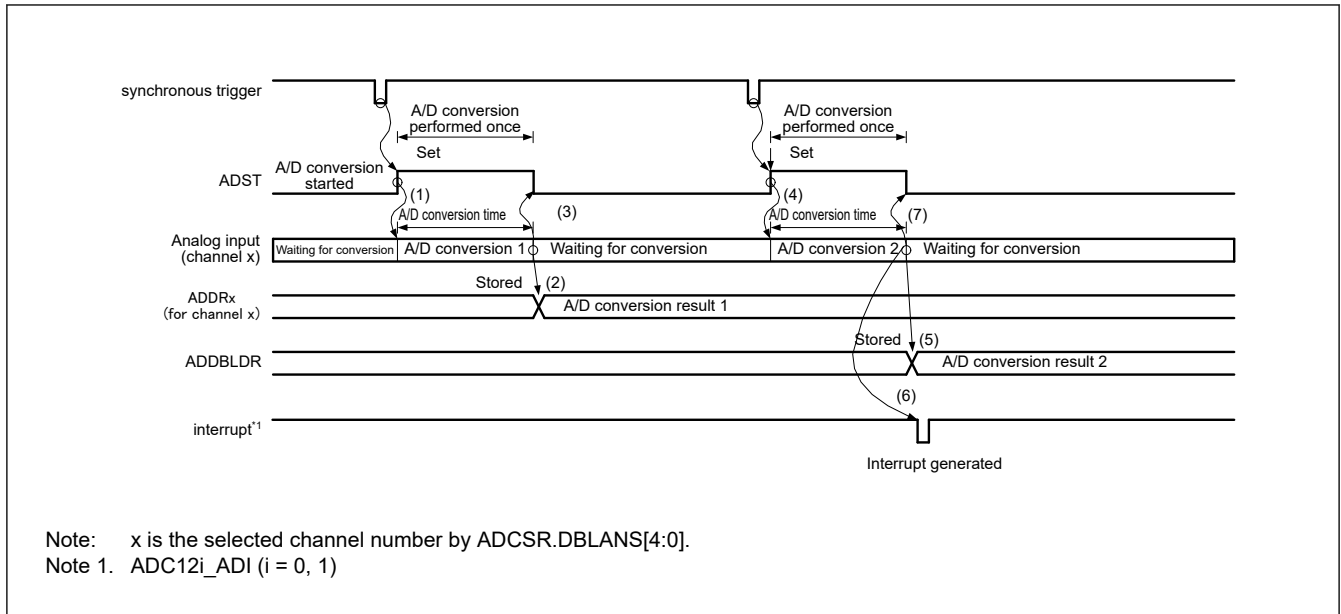 synchronous trigger
A/D conversion
performed once
A/D conversion
performed once
Set
Set
ADST
A/D conversion
started
(1)
(3)
(4)
(7)
A/D conversion time
A/D conversion time
Analog input
(channel x)
Waiting for conversion
A/D conversion 1
Waiting for conversion
A/D conversion 2
Waiting for conversion
Stored
(2)
ADDRx
(for channel x)
A/D conversion result 1
Stored
(5)
ADDBLDR
A/D conversion result 2
(6)
interrupt*1
Interrupt generated
Note: x is the selected channel number by ADCSR.DBLANS[4:0].
Note 1. ADC12i_ADI (i = 0, 1)